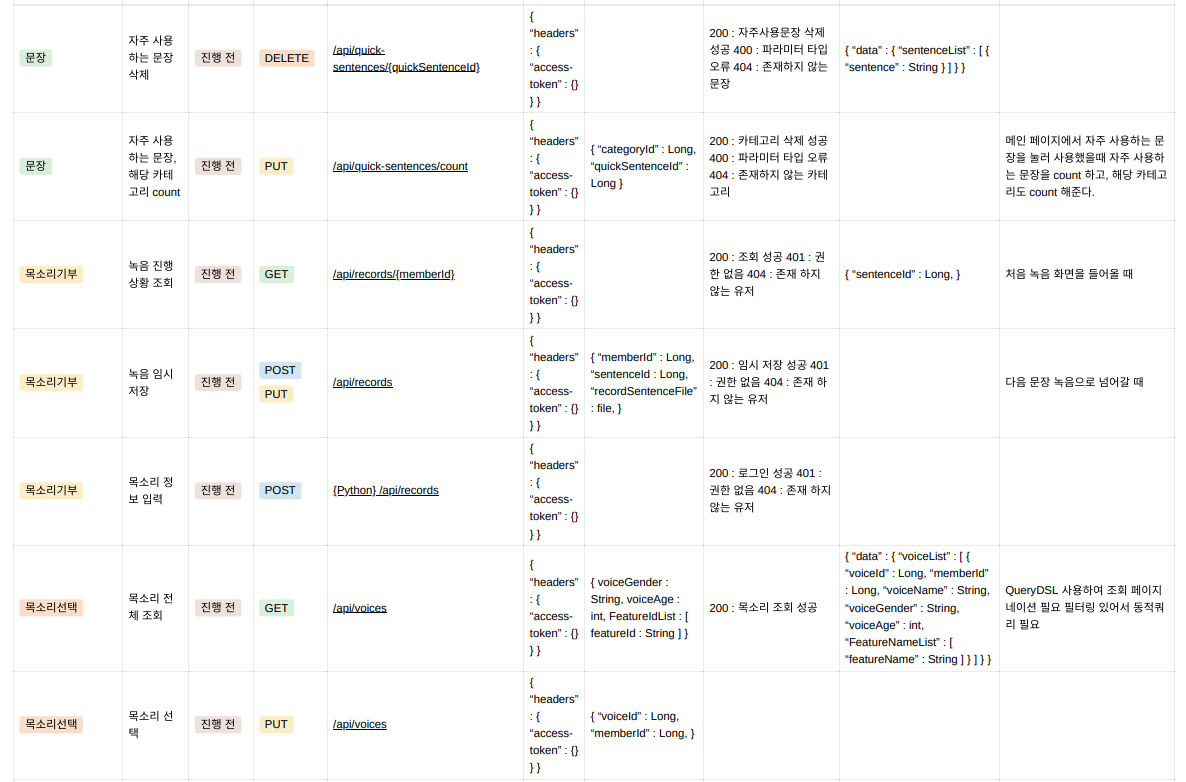 문장
자주 사용
하는 문장
삭제
진행 전
DELETE
/api/quick-
sentences/{quickSentenceId}
{
“headers”
: {
“access-
token” : {}
} }
200 : 자주사용문장 삭제
성공 400 : 파라미터 타입
오류 404 : 존재하지 않는
문장
{ “data” : { “sentenceList” : [ {
“sentence” : String } ] } }
문장
자주 사용
하는 문장,
해당 카테
고리 count
진행 전
PUT
/api/quick-sentences/count
{
“headers”
: {
“access-
token” : {}
} }
{ “categoryId” : Long,
“quickSentenceId” :
Long }
200 : 카테고리 삭제 성공
400 : 파라미터 타입 오류
404 : 존재하지 않는 카테
고리
메인 페이지에서 자주 사용하는 문
장을 눌러 사용했을때 자주 사용하
는 문장을 count 하고, 해당 카테고
리도 count 해준다.
목소리기부
녹음 진행
상황 조회
진행 전
GET
/api/records/{memberId}
{
“headers”
: {
“access-
token” : {}
} }
200 : 조회 성공 401 : 권
한 없음 404 : 존재 하지
않는 유저
{ “sentenceId” : Long, }
처음 녹음 화면을 들어올 때
목소리기부
녹음 임시
저장
진행 전
POST
PUT
/api/records
{
“headers”
: {
“access-
token” : {}
} }
{ “memberId” : Long,
“sentenceId : Long,
“recordSentenceFile”
: file, }
200 : 임시 저장 성공 401
: 권한 없음 404 : 존재 하
지 않는 유저
다음 문장 녹음으로 넘어갈 때
목소리기부
목소리 정
보 입력
진행 전
POST
{Python} /api/records
{
“headers”
: {
“access-
token” : {}
} }
200 : 로그인 성공 401 :
권한 없음 404 : 존재 하지
않는 유저
목소리선택
목소리 전
체 조회
진행 전
GET
/api/voices
{
“headers”
: {
“access-
token” : {}
} }
{ voiceGender :
String, voiceAge :
int, FeatureIdList : [
featureId : String ] }
200 : 목소리 조회 성공
{ “data” : { “voiceList” : [ {
“voiceId” : Long, “memberId”
: Long, “voiceName” : String,
“voiceGender” : String,
“voiceAge” : int,
“FeatureNameList” : [
“featureName” : String ] } ] } }
QueryDSL 사용하여 조회 페이지
네이션 필요 필터링 있어서 동적쿼
리 필요
목소리선택
목소리 선
택
진행 전
PUT
/api/voices
{
“headers”
: {
“access-
token” : {}
} }
{ “voiceId” : Long,
“memberId” : Long, }